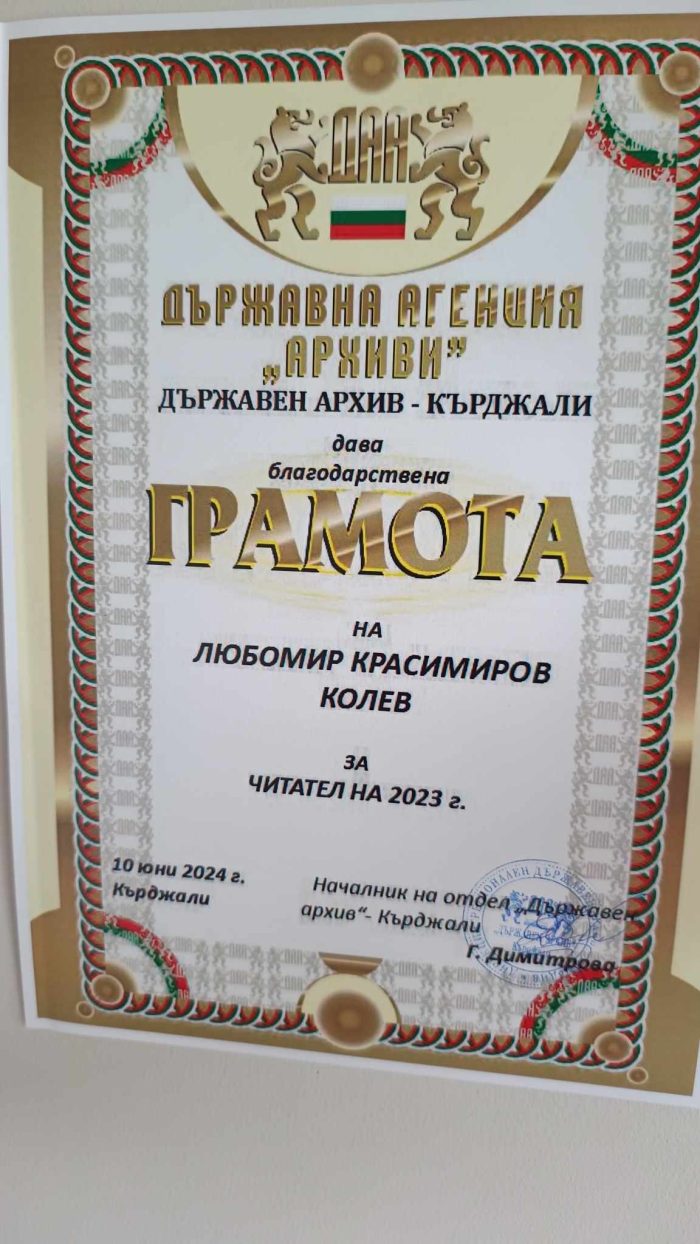 ДАА
ДЪРЖАВНА АГЕНЦИЯ
„АРХИВИ”
ДЪРЖАВЕН АРХИВ - КЪРДЖАЛИ
дава
благодарствена
ГРАМОТА
НА
ЛЮБОМИР КРАСИМИРОВ
КОЛЕВ
ЗА
ЧИТАТЕЛ НА 2023 г.
10 юни 2024 г.
Кърджали
Началник на отдел „Държавен
архив“- Кърджали
Г. Димитрова